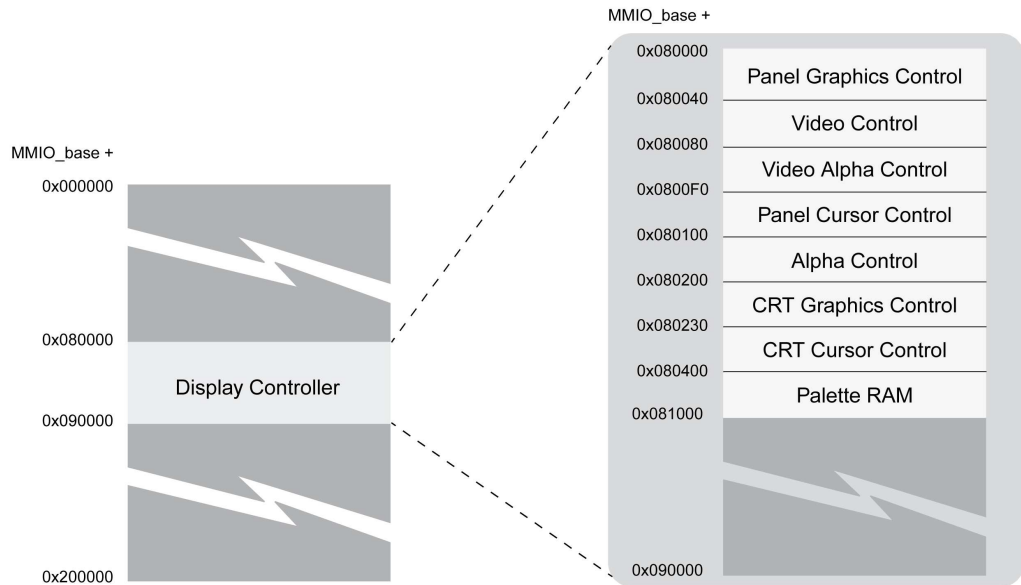 MMIO_base +
0x000000
0x080000
Display Controller
0x090000
0x200000
MMIO_base +
0x080000
Panel Graphics Control
0x080040
Video Control
0x080080
Video Alpha Control
0x0800F0
Panel Cursor Control
0x080100
Alpha Control
0x080200
CRT Graphics Control
0x080230
CRT Cursor Control
0x080400
Palette RAM
0x081000
0x090000